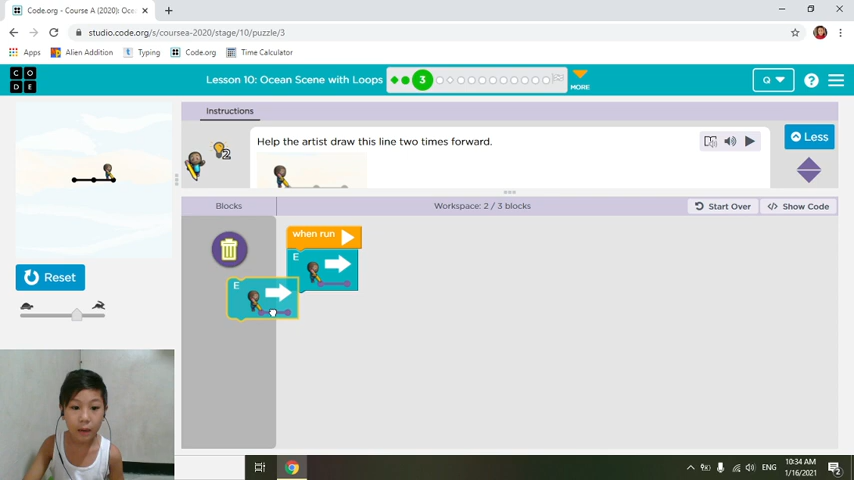 Code.org - Course A (2020): Oce
studio.code.org/s/coursea-2020/stage/10/puzzle/3
Apps
Alien Addition
Typing
Code.org
Time Calculator
C O
D E
Lesson 10: Ocean Scene with Loops
3
MORE
Q
?
Instructions
2
Help the artist draw this line two times forward.
Less
Blocks
Workspace: 2 / 3 blocks
Start Over
</> Show Code
when run
E
E
Reset
ENG
10:34 AM
1/16/2021
2